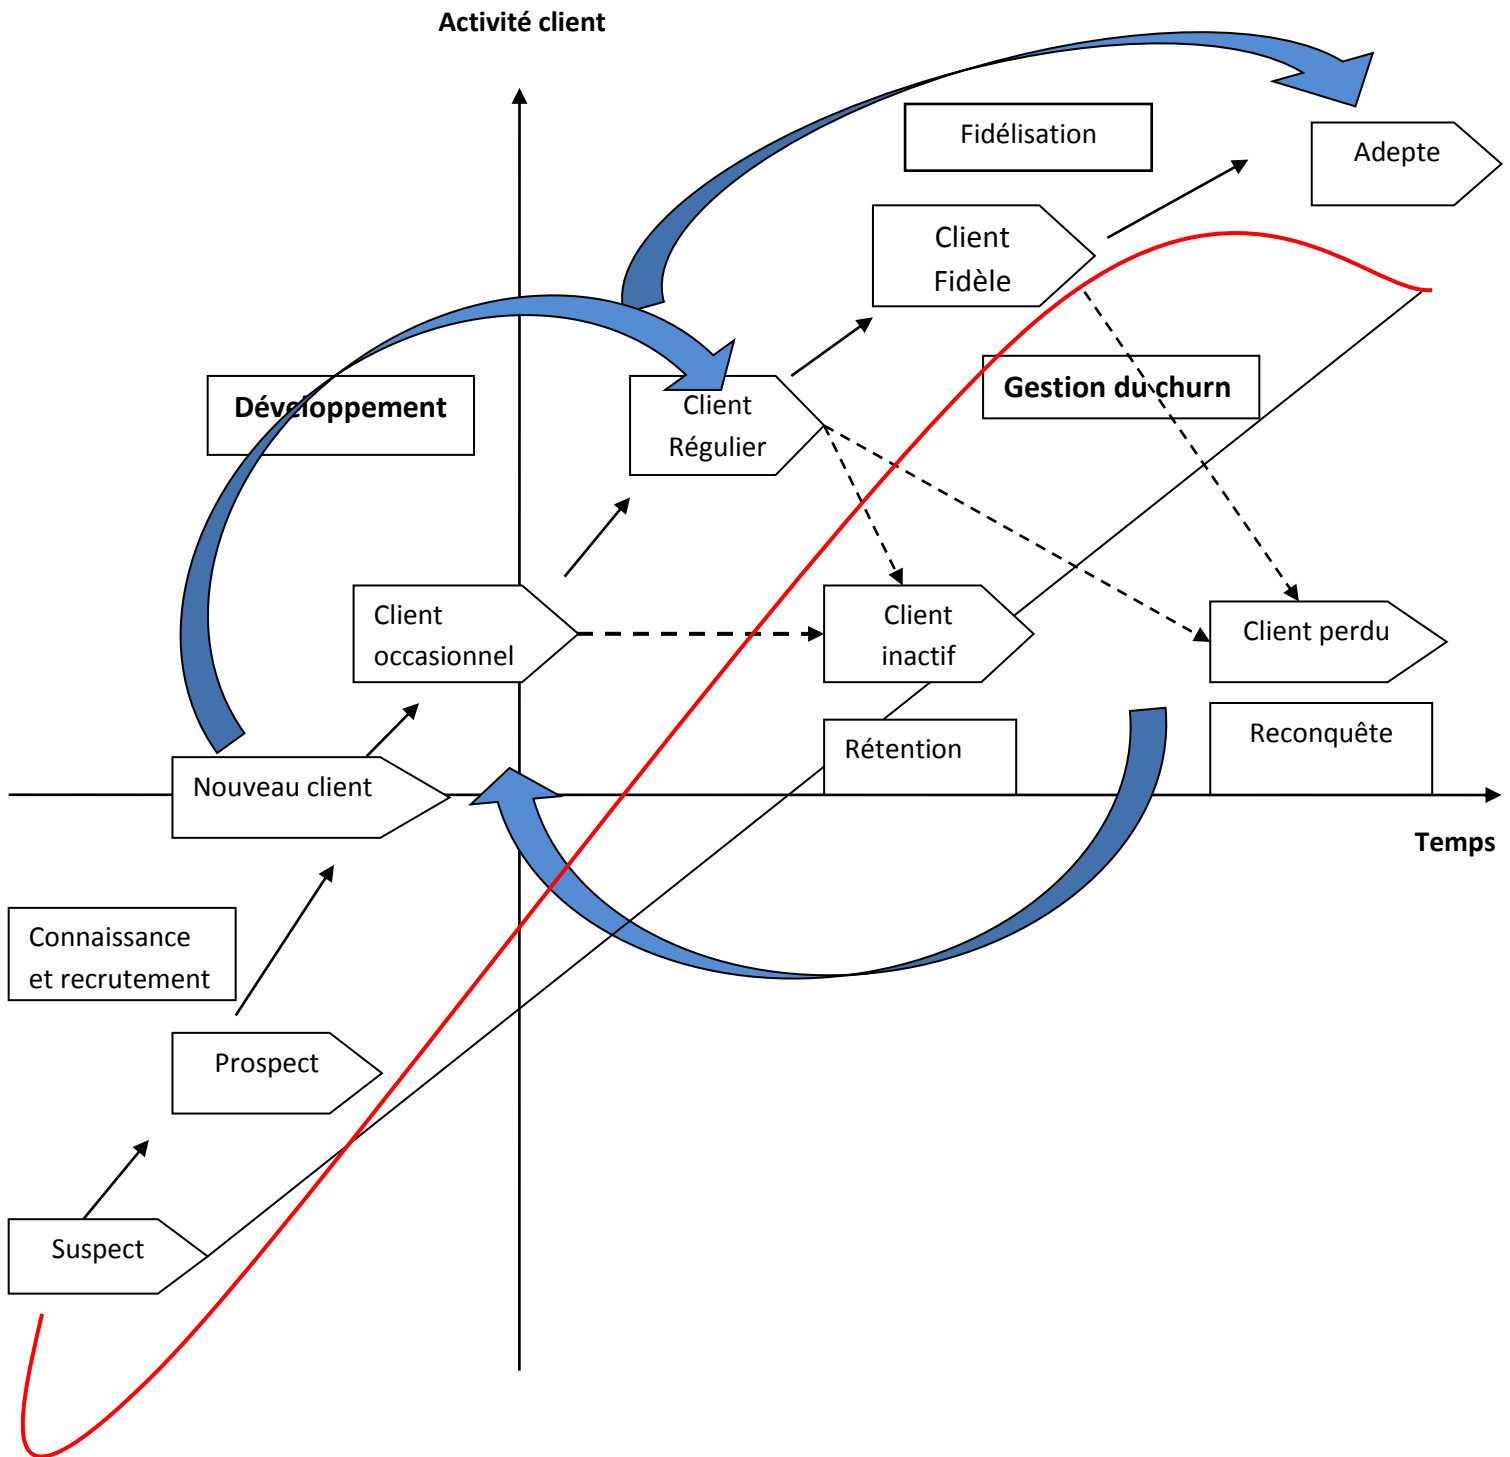 Activité client
Fidélisation
Adepte
Client
Fidèle
Développement
Client
Régulier
Gestion du churn
Client
occasionnel
Client
inactif
Client perdu
Rétention
Reconquête
Nouveau client
Temps
Connaissance
et recrutement
Prospect
Suspect